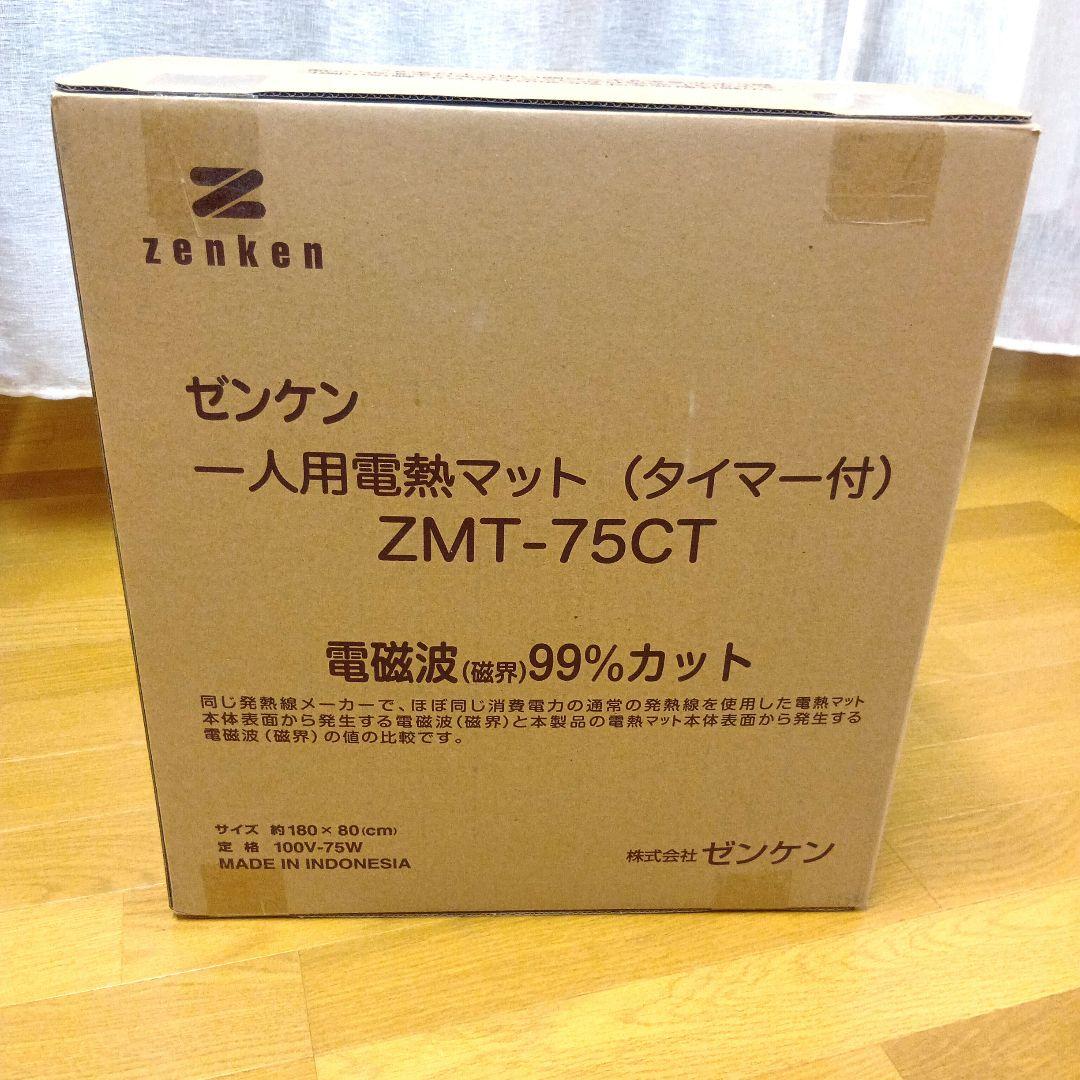 zenken
ゼンケン
一人用電熱マット（タイマー付）
ZMT-75CT
電磁波(磁界)99%カット
同じ発熱線メーカーで、ほぼ同じ消費電力の通常の発熱線を使用した電熱マット
本体表面から発生する電磁波(磁界)と本製品の電熱マット本体表面から発生する
電磁波(磁界)の値の比較です。
サイズ 約180×80(cm)
定 格 100V-75W
MADE IN INDONESIA
株式会社 ゼンケン